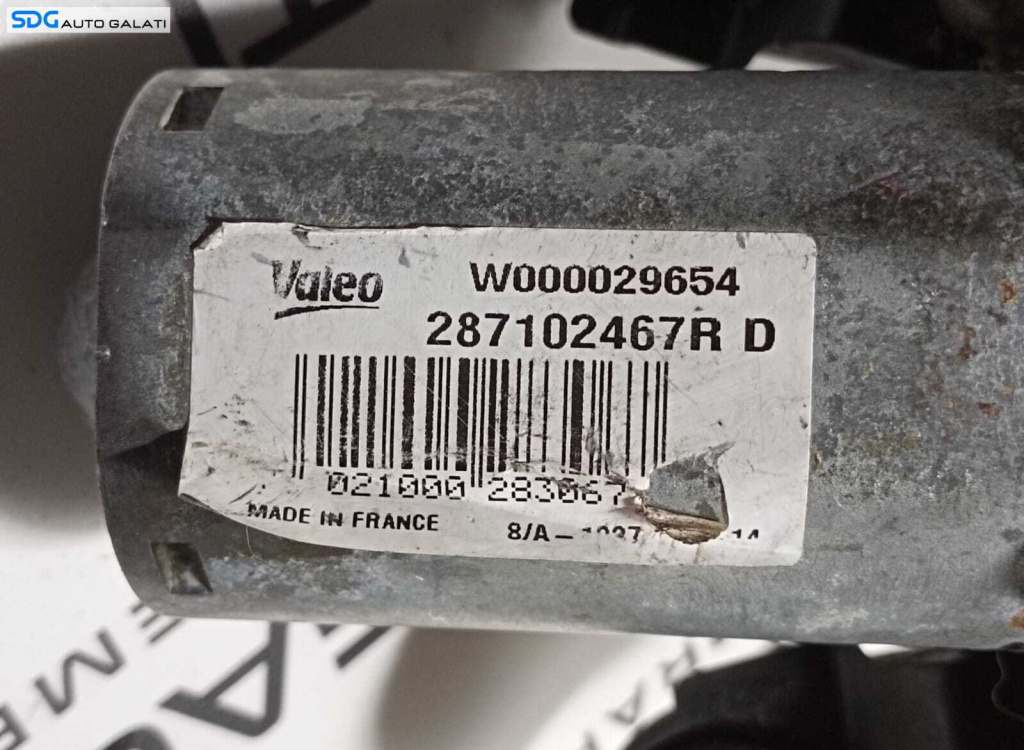 SDG AUTO GALATI
Valeo W000029654
287102467R D
021000 283067
MADE IN FRANCE 8/A-